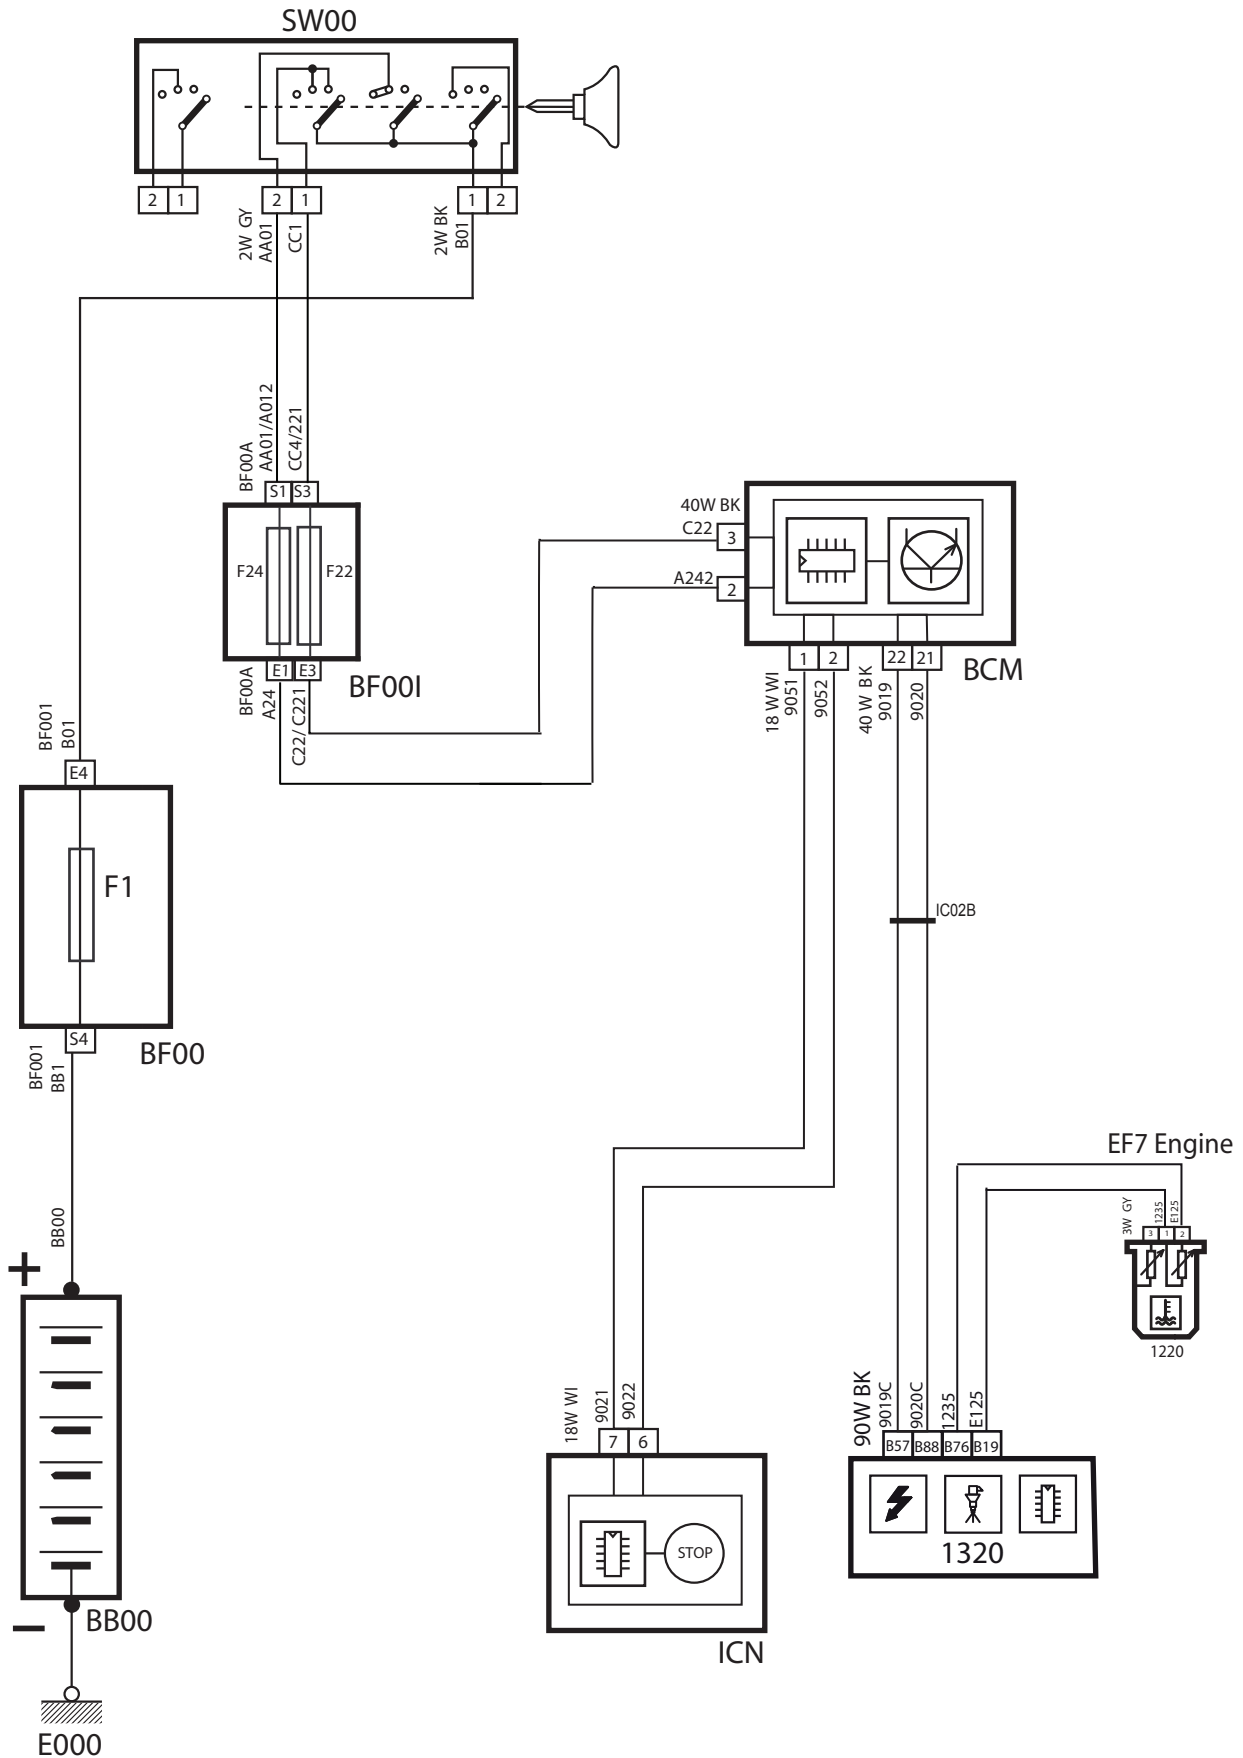 SW00
2 1
2 1
1 2
2W GY
AA01
CC1
2W BK
B01
BF00A
AA01/A012
CC4/221
S1 S3
F24
F22
E1 E3
BF00A
A24
C22/ C221
BF00I
40W BK
C22
3
A242
2
1 2
22 21
BCM
18 W WI
9051
9052
40 W BK
9019
9020
BF001
B01
E4
F1
S4
BF00
BF001
BB1
IC02B
EF7 Engine
3W GY
1235
E125
3 1 2
1220
BB00
+
−
BB00
E000
18W WI
9021
9022
7 6
STOP
ICN
90W BK
9019C
9020C
1235
E125
B57 B88 B76 B19
1320